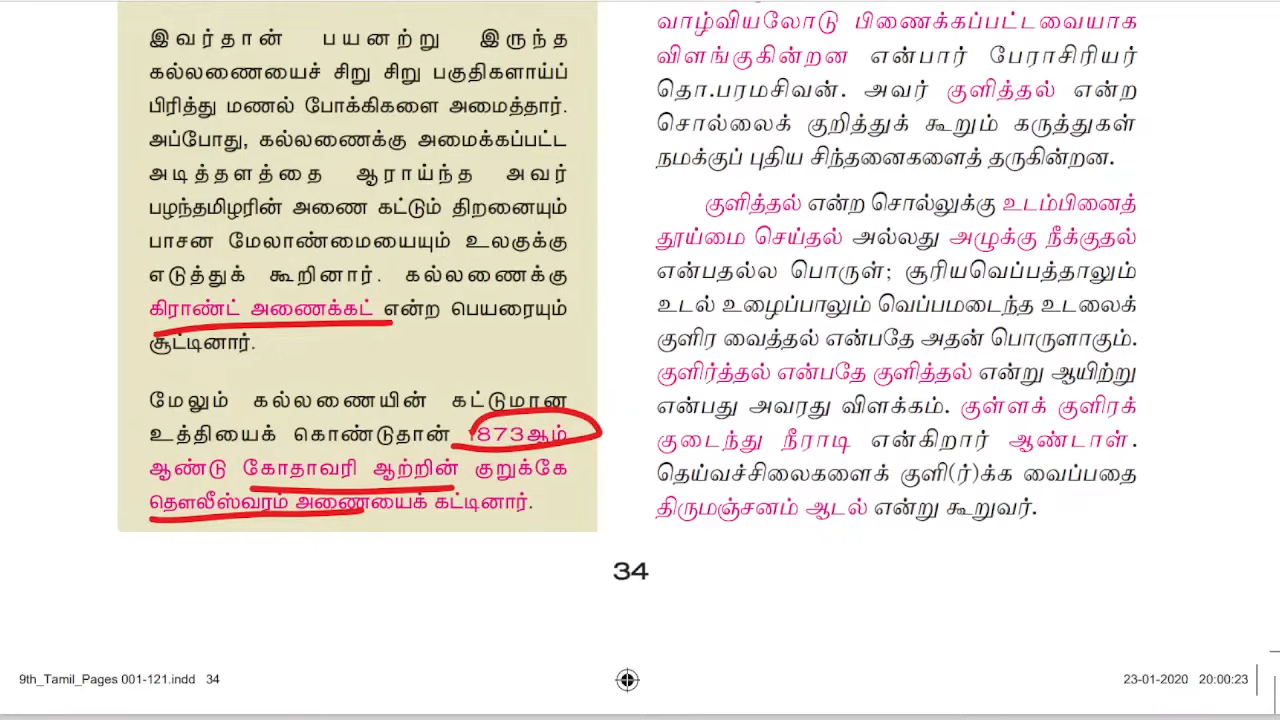 இவர்தான் பயனற்று இருந்த
கல்லணையைச் சிறு சிறு பகுதிகளாய்ப்
பிரித்து மணல் போக்கிகளை அமைத்தார்.
அப்போது, கல்லணைக்கு அமைக்கப்பட்ட
அடித்தளத்தை ஆராய்ந்த அவர்
பழந்தமிழரின் அணை கட்டும் திறனையும்
பாசன மேலாண்மையையும் உலகுக்கு
எடுத்துக் கூறினார். கல்லணைக்கு
கிராண்ட் அணைக்கட் என்ற பெயரையும்
சூட்டினார்.
மேலும் கல்லணையின் கட்டுமான
உத்தியைக் கொண்டுதான் 1873ஆம்
ஆண்டு கோதாவரி ஆற்றின் குறுக்கே
தௌலீஸ்வரம் அணையைக் கட்டினார்.
வாழ்வியலோடு பிணைக்கப்பட்டவையாக
விளங்குகின்றன என்பார் பேராசிரியர்
தொ.பரமசிவன். அவர் குளித்தல் என்ற
சொல்லைக் குறித்துக் கூறும் கருத்துகள்
நமக்குப் புதிய சிந்தனைகளைத் தருகின்றன.
குளித்தல் என்ற சொல்லுக்கு உடம்பினைத்
தூய்மை செய்தல் அல்லது அழுக்கு நீக்குதல்
என்பதல்ல பொருள்; சூரியவெப்பத்தாலும்
உடல் உழைப்பாலும் வெப்பமடைந்த உடலைக்
குளிர வைத்தல் என்பதே அதன் பொருளாகும்.
குளிர்த்தல் என்பதே குளித்தல் என்று ஆயிற்று
என்பது அவரது விளக்கம். குள்ளக் குளிரக்
குடைந்து நீராடி என்கிறார் ஆண்டாள்.
தெய்வச்சிலைகளைக் குளி(ர்)க்க வைப்பதை
திருமஞ்சனம் ஆடல் என்று கூறுவர்.
34
9th_Tamil_Pages 001-121.indd 34
23-01-2020 20:00:23